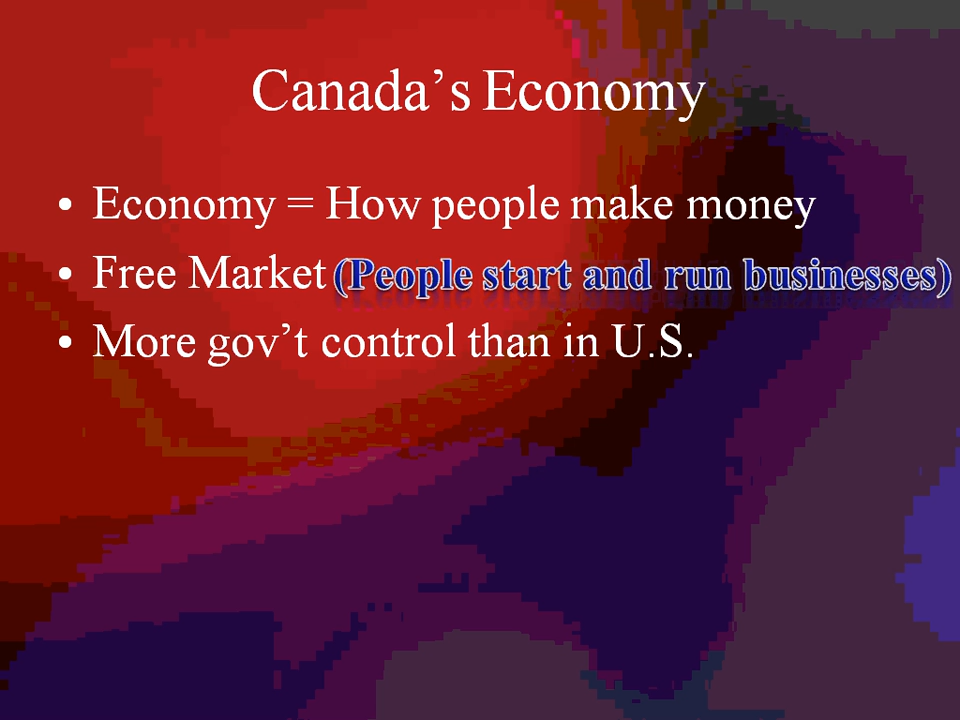 Canada’s Economy
• Economy = How people make money
• Free Market (People start and run businesses)
• More gov’t control than in U.S.